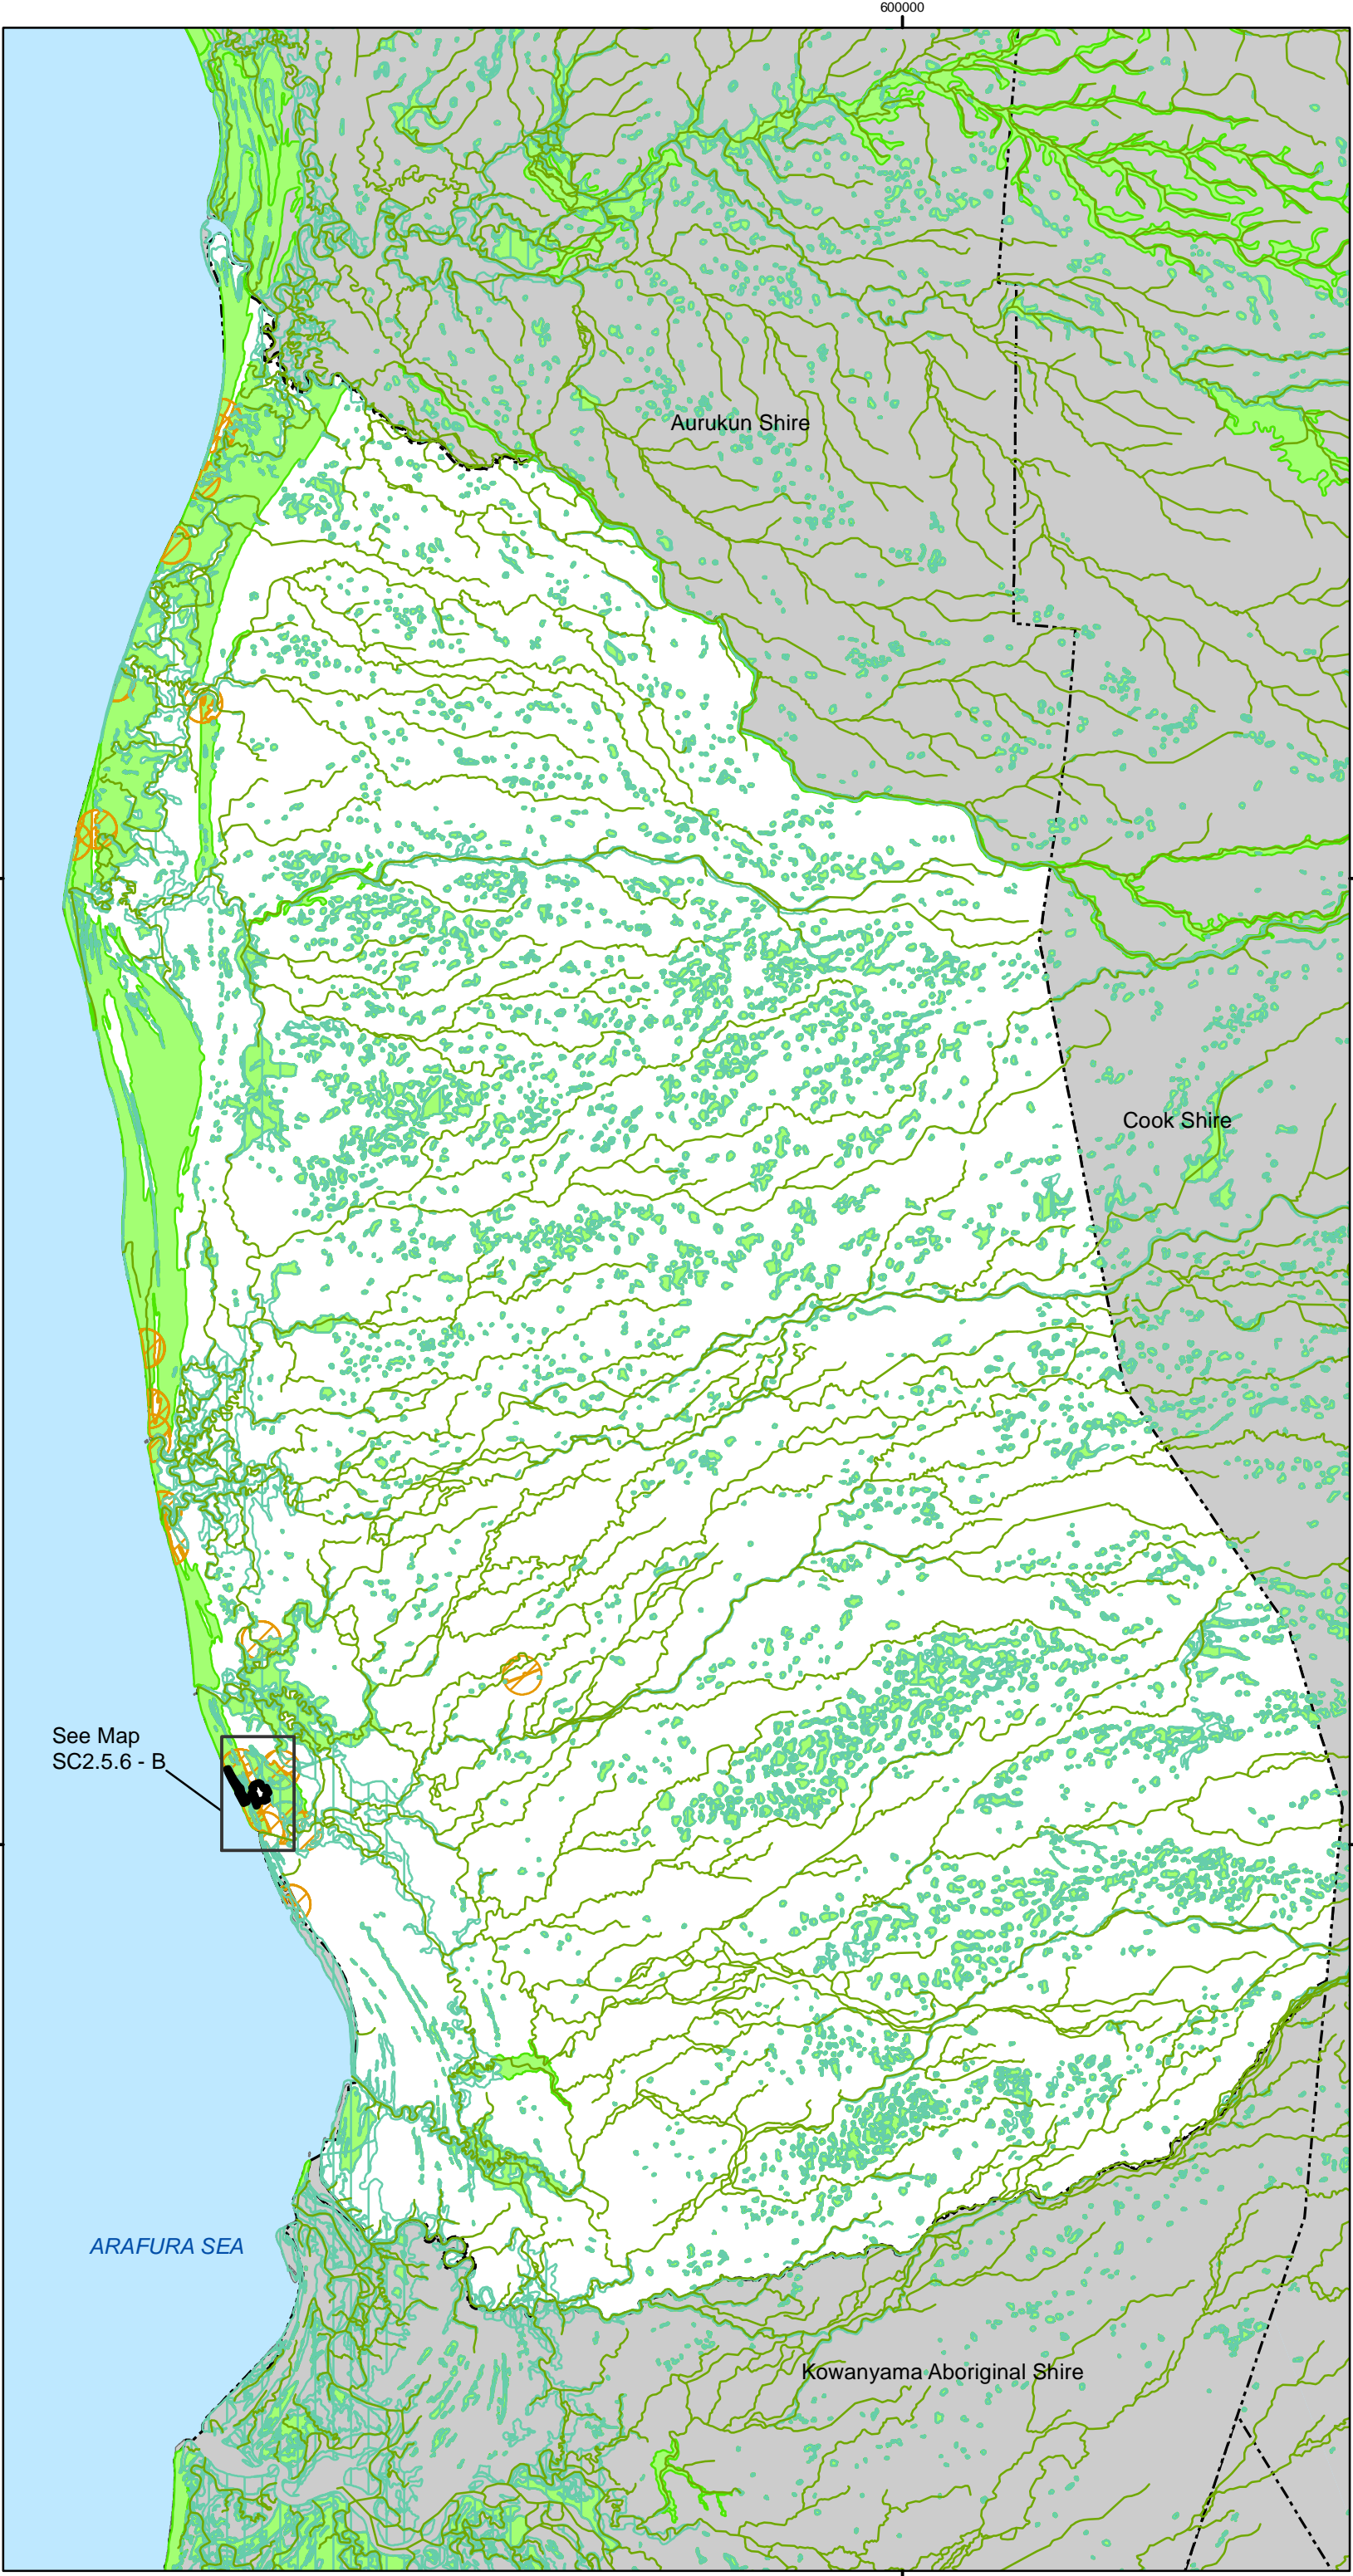 600000
Aurukun Shire
Cook Shire
See Map
SC2.5.6 - B
ARAFURA SEA
Kowanyama Aboriginal Shire